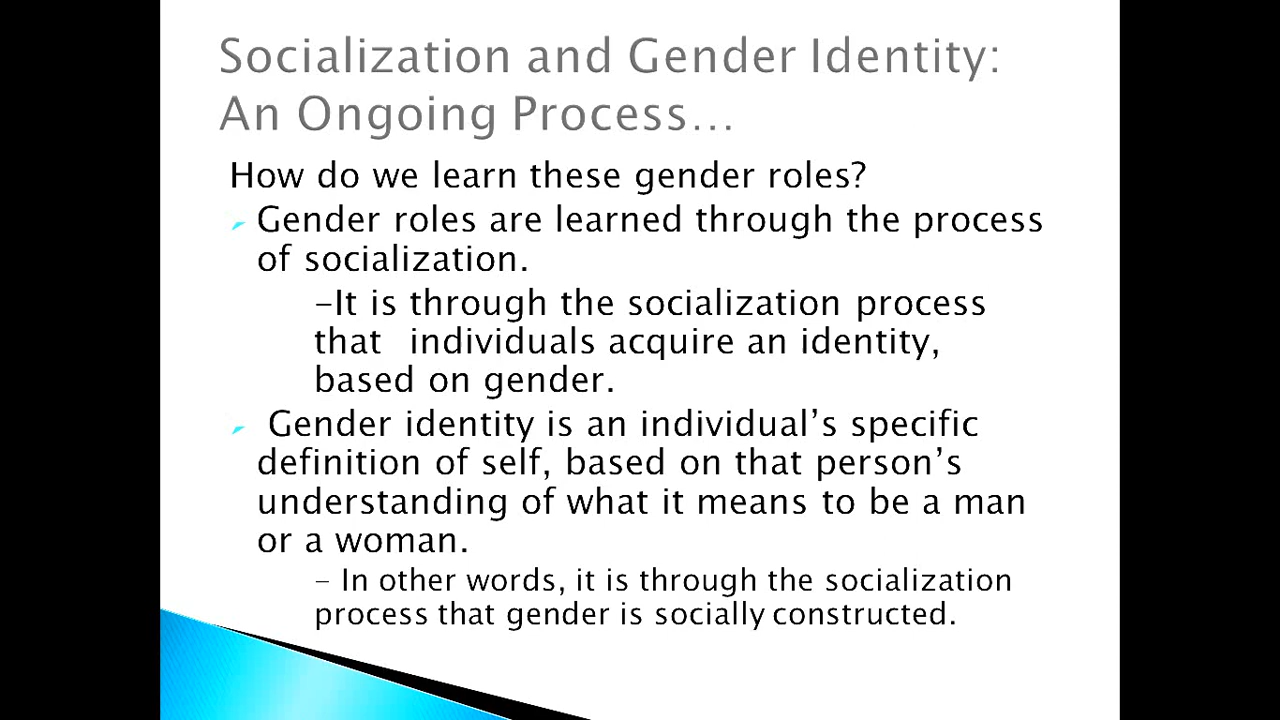 Socialization and Gender Identity:
An Ongoing Process…
How do we learn these gender roles?
Gender roles are learned through the process
of socialization.
–It is through the socialization process
that individuals acquire an identity,
based on gender.
Gender identity is an individual’s specific
definition of self, based on that person’s
understanding of what it means to be a man
or a woman.
– In other words, it is through the socialization
process that gender is socially constructed.